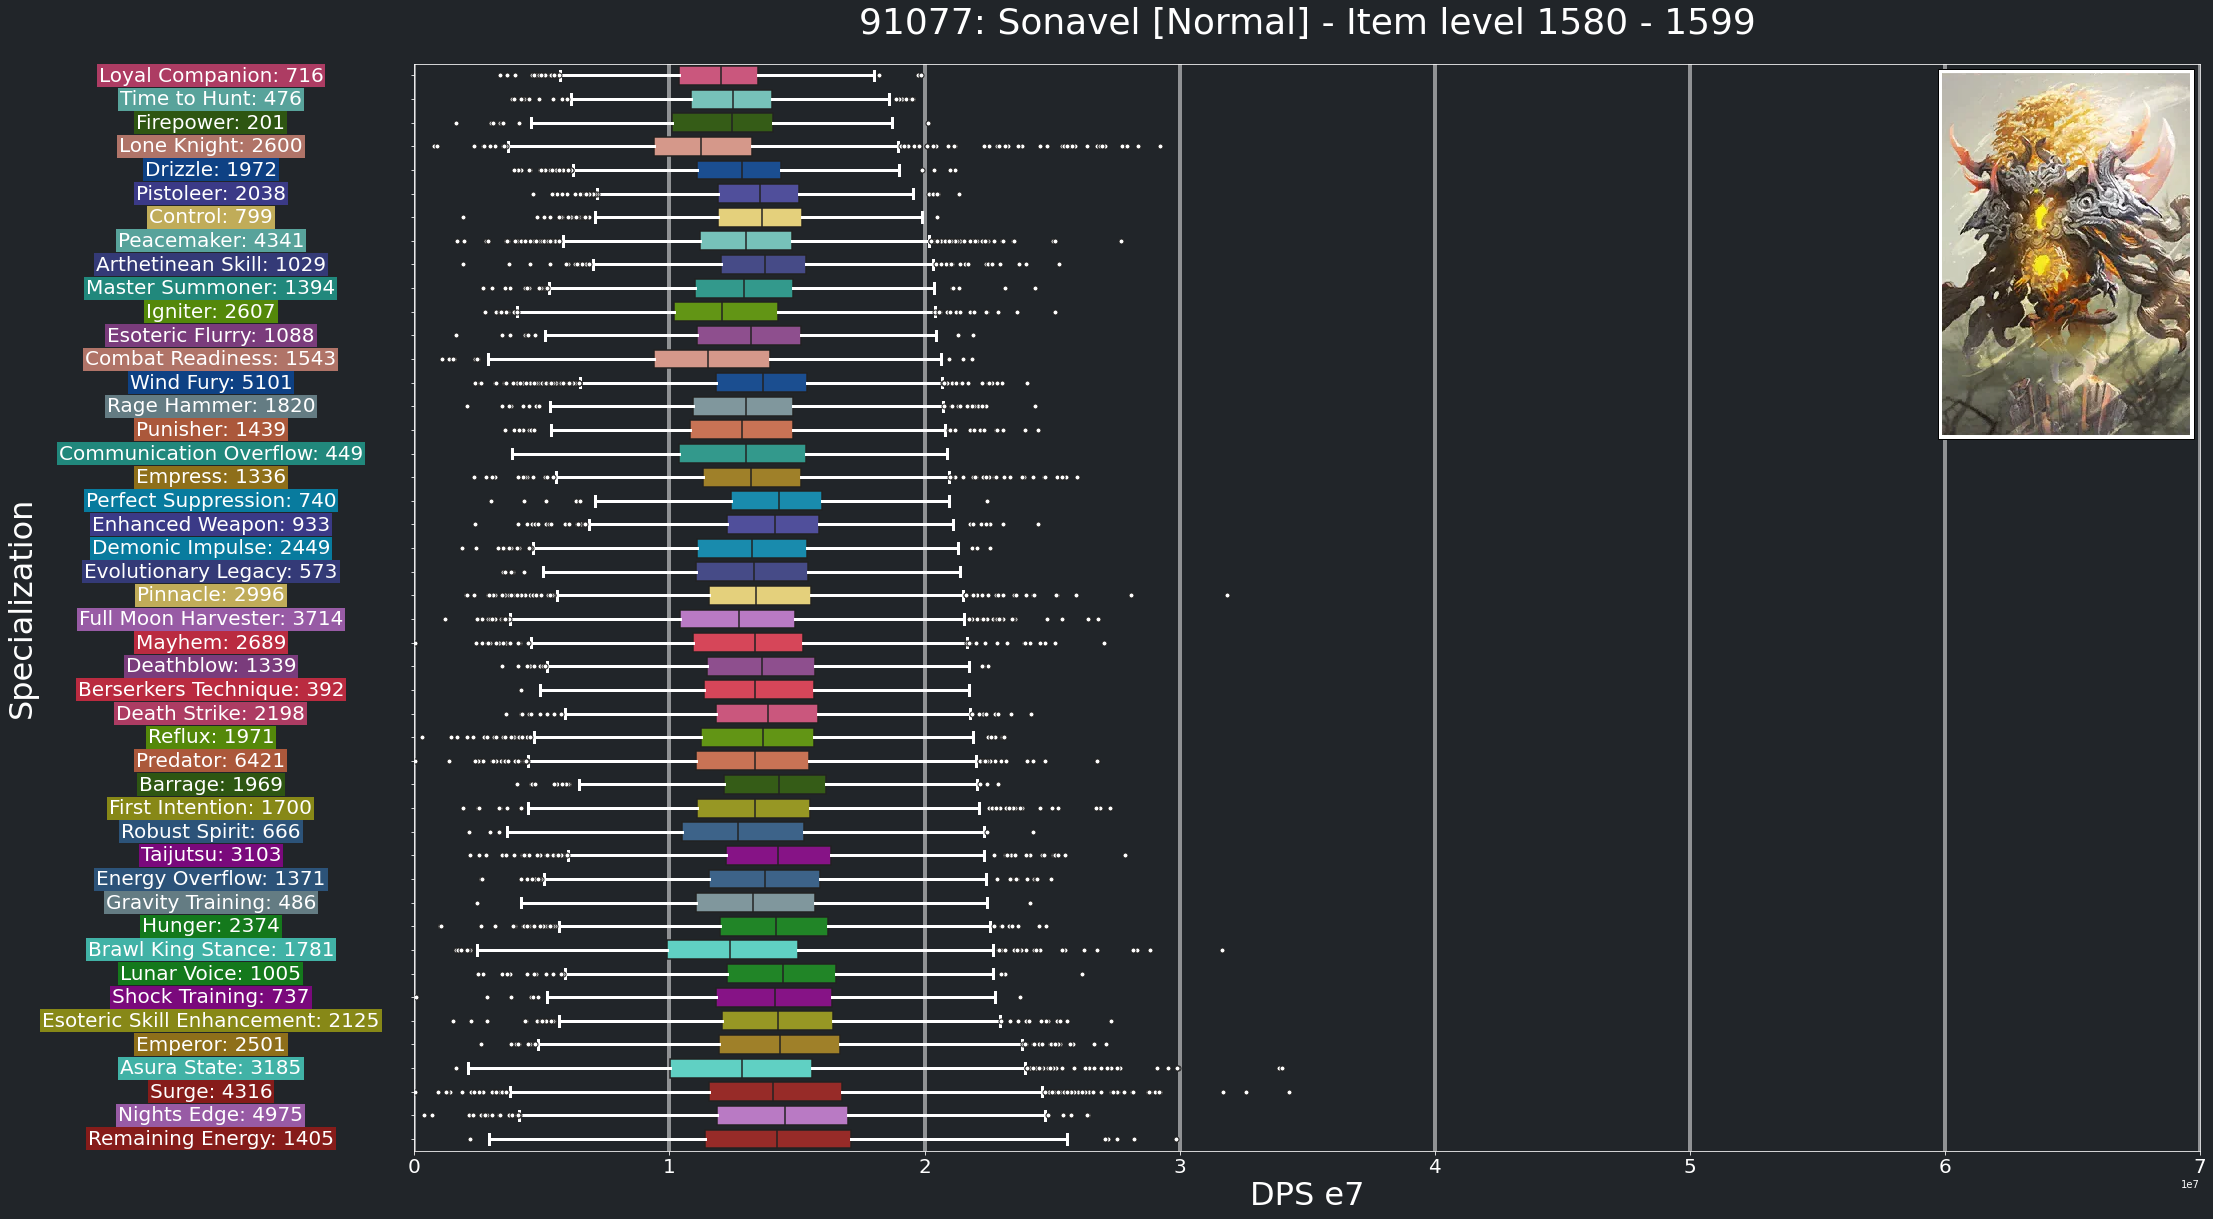 91077: Sonavel [Normal] - Item level 1580 - 1599
Specialization
Loyal Companion: 716
Time to Hunt: 476
Firepower: 201
Lone Knight: 2600
Drizzle: 1972
Pistoleer: 2038
Control: 799
Peacemaker: 4341
Arthetinean Skill: 1029
Master Summoner: 1394
Igniter: 2607
Esoteric Flurry: 1088
Combat Readiness: 1543
Wind Fury: 5101
Rage Hammer: 1820
Punisher: 1439
Communication Overflow: 449
Empress: 1336
Perfect Suppression: 740
Enhanced Weapon: 933
Demonic Impulse: 2449
Evolutionary Legacy: 573
Pinnacle: 2996
Full Moon Harvester: 3714
Mayhem: 2689
Deathblow: 1339
Berserkers Technique: 392
Death Strike: 2198
Reflux: 1971
Predator: 6421
Barrage: 1969
First Intention: 1700
Robust Spirit: 666
Taijutsu: 3103
Energy Overflow: 1371
Gravity Training: 486
Hunger: 2374
Brawl King Stance: 1781
Lunar Voice: 1005
Shock Training: 737
Esoteric Skill Enhancement: 2125
Emperor: 2501
Asura State: 3185
Surge: 4316
Nights Edge: 4975
Remaining Energy: 1405
0 1 2 3 4 5 6 7
1e7
DPS e7